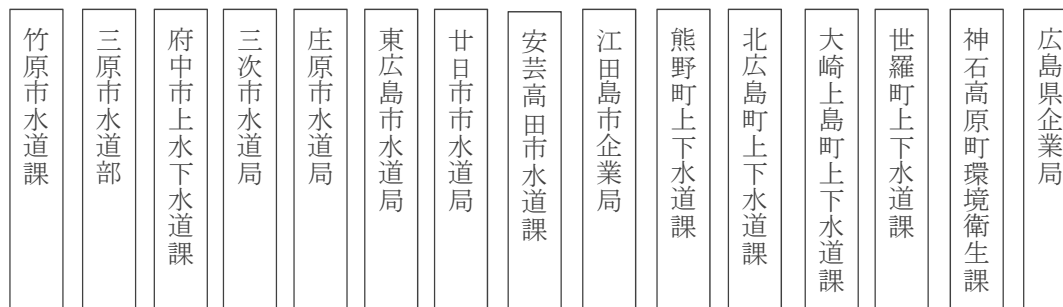 竹原市水道課
三原市水道部
府中市上水下水道課
三次市水道局
庄原市水道局
東広島市水道局
廿日市市水道局
安芸高田市水道課
江田島市企業局
熊野町上下水道課
北広島町上下水道課
大崎上島町上下水道課
世羅町上下水道課
神石高原町環境衛生課
広島県企業局